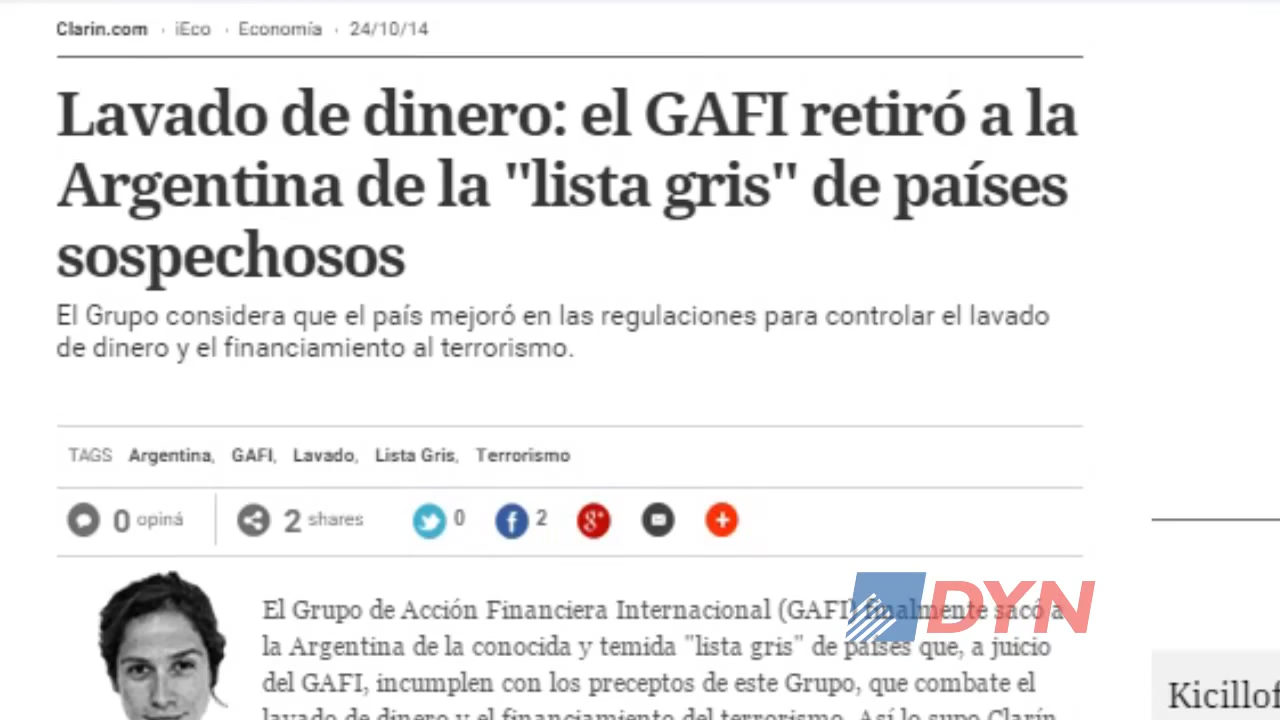 Clarin.com · iEco · Economía · 24/10/14
Lavado de dinero: el GAFI retiró a la
Argentina de la "lista gris" de países
sospechosos
El Grupo considera que el país mejoró en las regulaciones para controlar el lavado
de dinero y el financiamiento al terrorismo.
TAGS Argentina, GAFI, Lavado, Lista Gris, Terrorismo
0 opiná 2 shares 0 f 2 g+ +
El Grupo de Acción Financiera Internacional (GAFI) finalmente sacó a
DYN
la Argentina de la conocida y temida "lista gris" de países que, a juicio
del GAFI, incumplen con los preceptos de este Grupo, que combate el
lavado de dinero y el financiamiento del terrorismo. Así lo supo Clarín
Kicillof